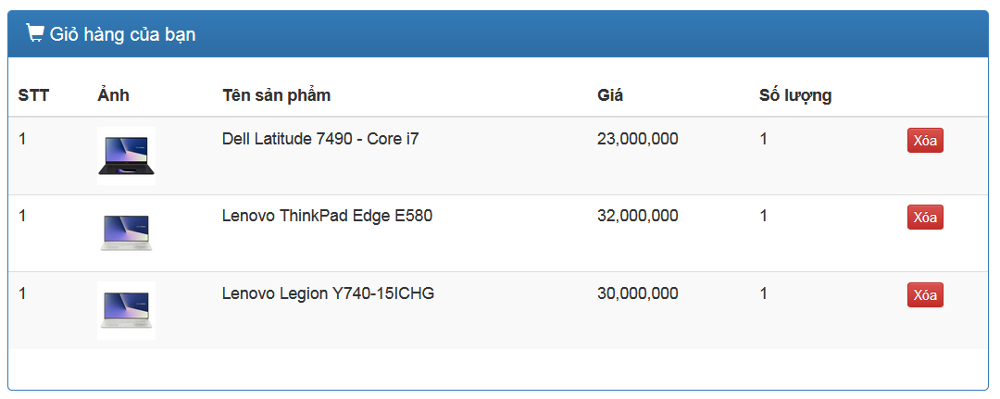 Giỏ hàng của bạn
STT Ảnh Tên sản phẩm Giá Số lượng
1 Dell Latitude 7490 - Core i7 23,000,000 1 Xóa
1 Lenovo ThinkPad Edge E580 32,000,000 1 Xóa
1 Lenovo Legion Y740-15ICHG 30,000,000 1 Xóa